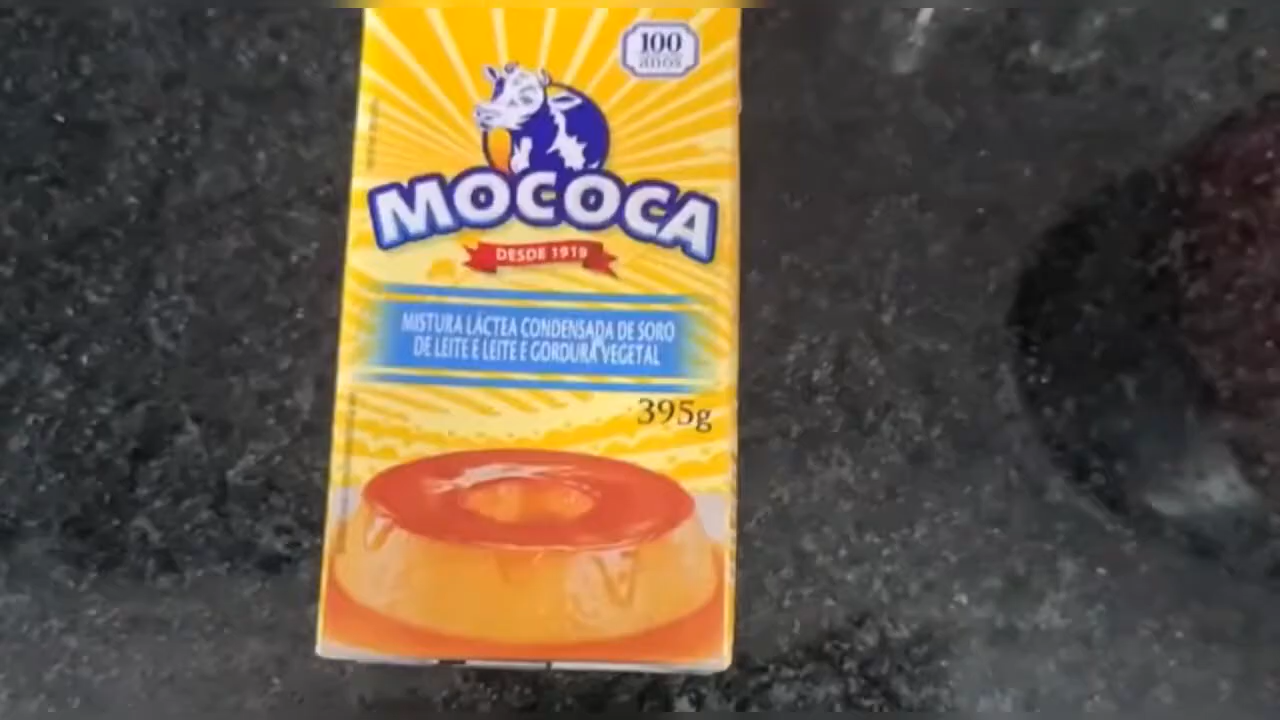 100
anos
MOCOCA
DESDE 1919
MISTURA LÁCTEA CONDENSADA DE SORO
DE LEITE E LEITE E GORDURA VEGETAL
395g